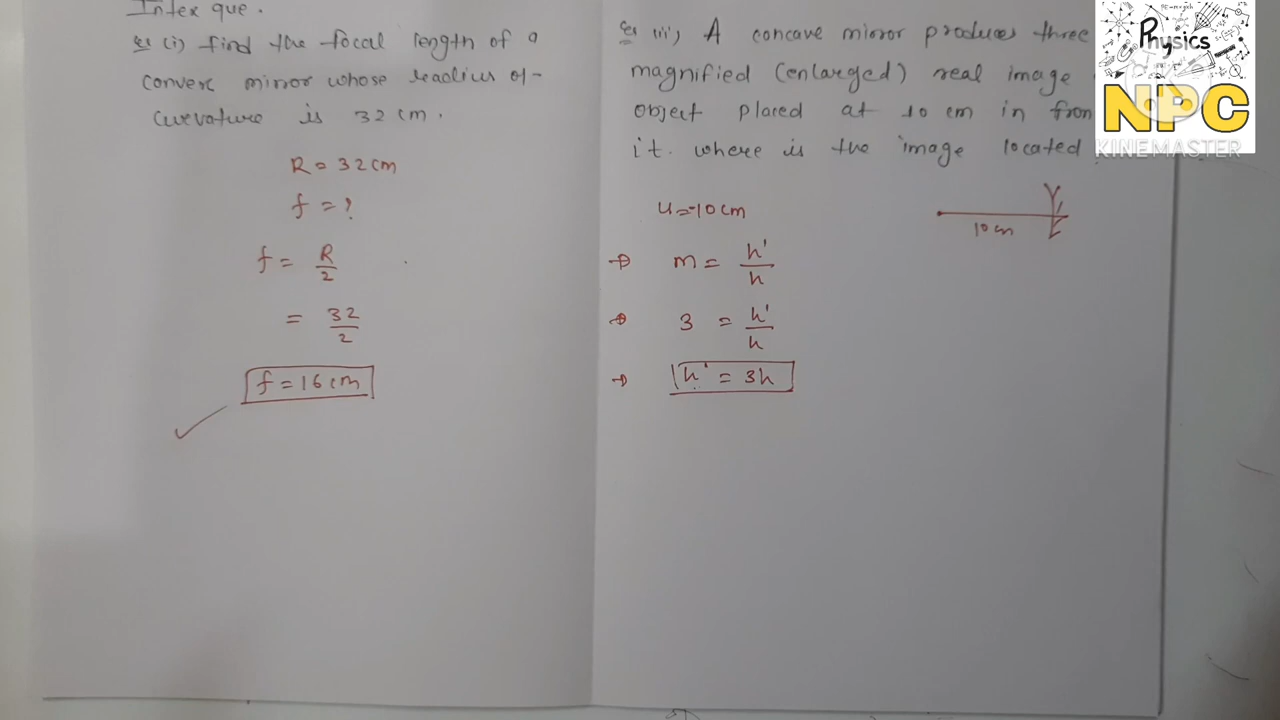 Intex que.
Q (i) find the focal length of a
convex mirror whose readius of-
curvature is 32 cm.
R = 32 cm
f = ?
f = R/2
= 32/2
f = 16 cm
Q (ii) A concave mirror produces three
magnified (enlarged) real image
object placed at 10 cm in
it. where is the image located
u = -10 cm
10 cm
→ m = h'/h
→ 3 = h'/h
→ h' = 3h
Physics
NPC
KINEMASTER